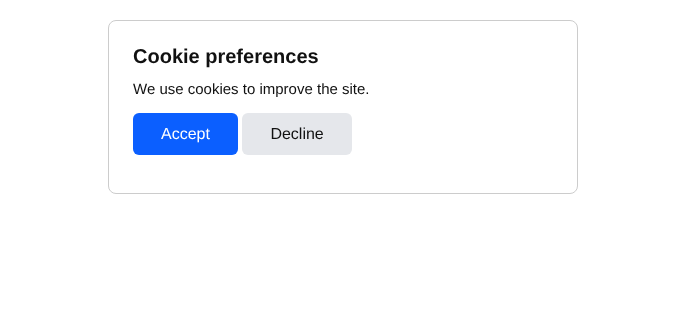 Cookie preferences
We use cookies to improve the site.
Accept Decline